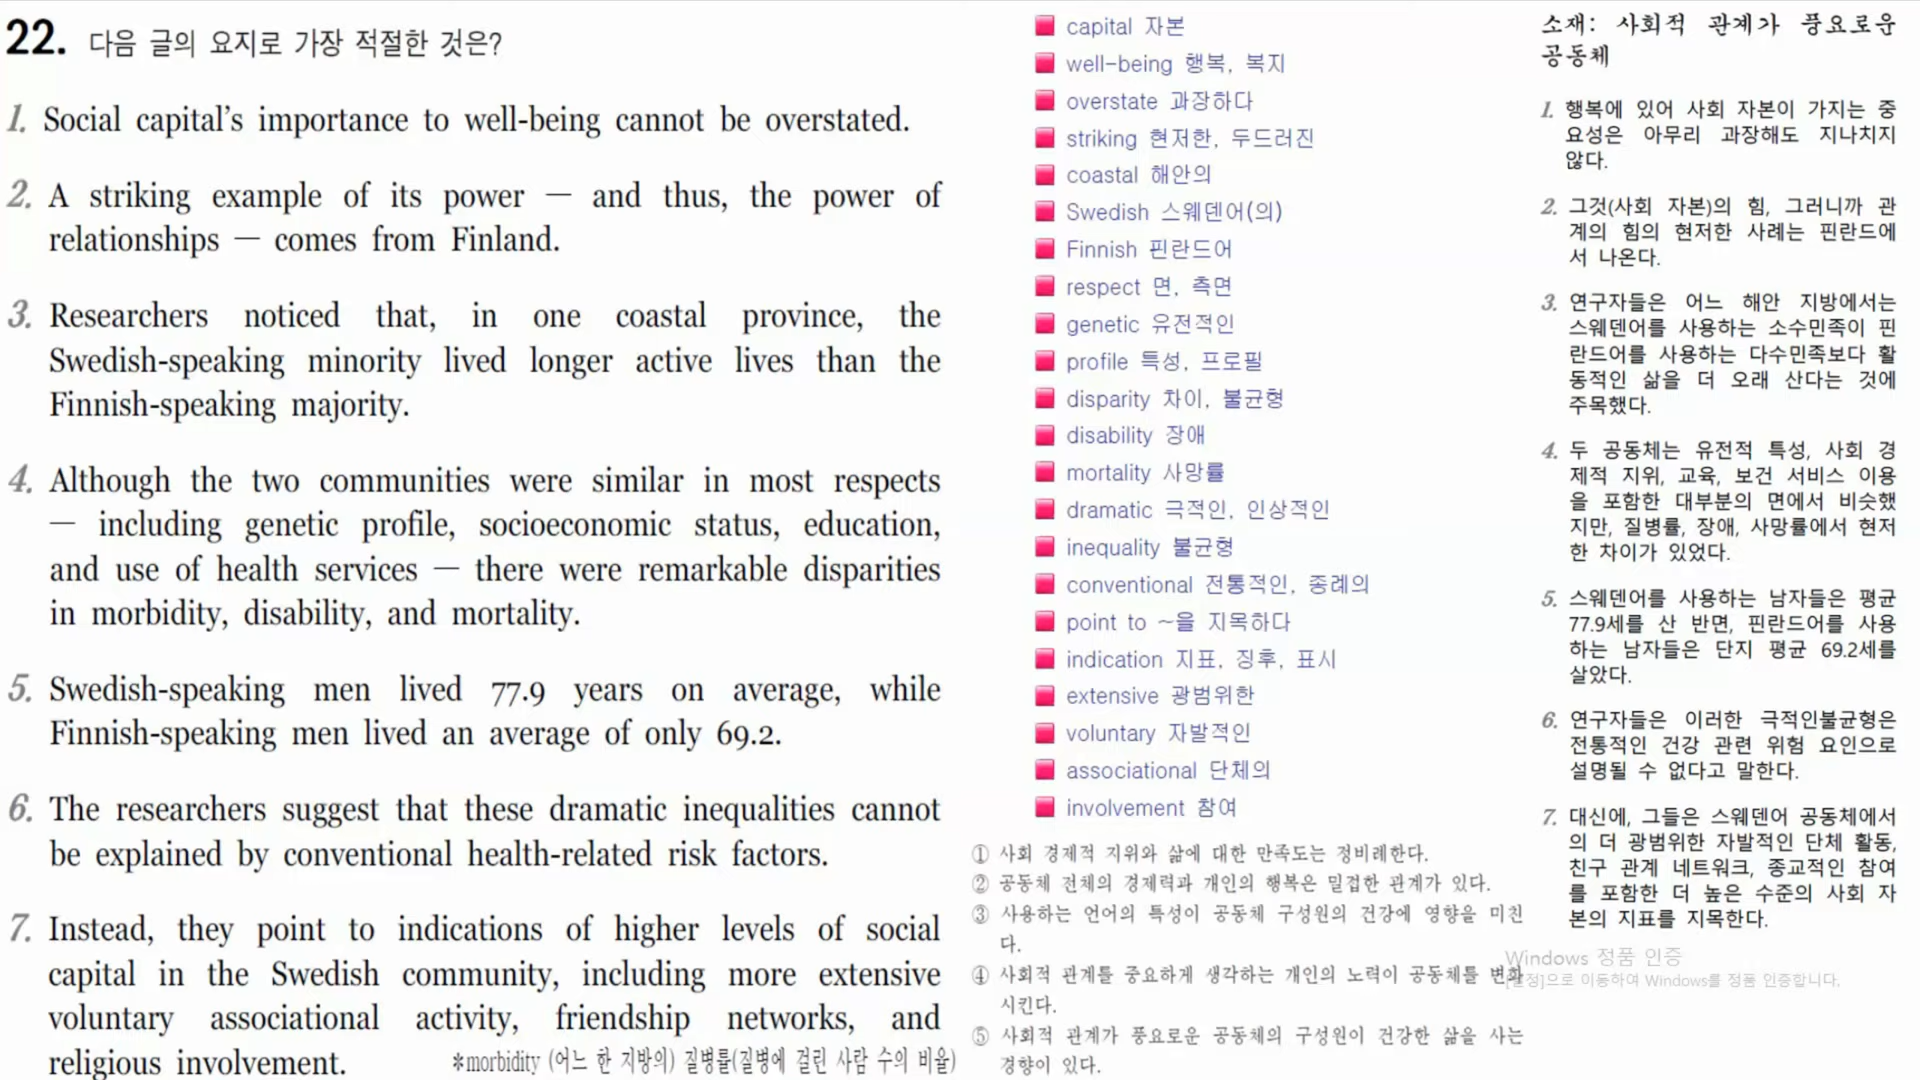 22. 다음 글의 요지로 가장 적절한 것은?
1. Social capital's importance to well-being cannot be overstated.
2. A striking example of its power — and thus, the power of
relationships — comes from Finland.
3. Researchers noticed that, in one coastal province, the
Swedish-speaking minority lived longer active lives than the
Finnish-speaking majority.
4. Although the two communities were similar in most respects
— including genetic profile, socioeconomic status, education,
and use of health services — there were remarkable disparities
in morbidity, disability, and mortality.
5. Swedish-speaking men lived 77.9 years on average, while
Finnish-speaking men lived an average of only 69.2.
6. The researchers suggest that these dramatic inequalities cannot
be explained by conventional health-related risk factors.
7. Instead, they point to indications of higher levels of social
capital in the Swedish community, including more extensive
voluntary associational activity, friendship networks, and
religious involvement.
*morbidity (어느 한 지방의) 질병률(질병에 걸린 사람 수의 비율)
capital 자본
well-being 행복, 복지
overstate 과장하다
striking 현저한, 두드러진
coastal 해안의
Swedish 스웨덴어(의)
Finnish 핀란드어
respect 면, 측면
genetic 유전적인
profile 특성, 프로필
disparity 차이, 불균형
disability 장애
mortality 사망률
dramatic 극적인, 인상적인
inequality 불균형
conventional 전통적인, 종례의
point to ~을 지목하다
indication 지표, 징후, 표시
extensive 광범위한
voluntary 자발적인
associational 단체의
involvement 참여
① 사회 경제적 지위와 삶에 대한 만족도는 정비례한다.
② 공동체 전체의 경제력과 개인의 행복은 밀접한 관계가 있다.
③ 사용하는 언어의 특성이 공동체 구성원의 건강에 영향을 미친
다.
④ 사회적 관계를 중요하게 생각하는 개인의 노력이 공동체를 변화
시킨다.
⑤ 사회적 관계가 풍요로운 공동체의 구성원이 건강한 삶을 사는
경향이 있다.
소재: 사회적 관계가 풍요로운
공동체
1. 행복에 있어 사회 자본이 가지는 중
요성은 아무리 과장해도 지나치지
않다.
2. 그것(사회 자본)의 힘, 그러니까 관
계의 힘의 현저한 사례는 핀란드에
서 나온다.
3. 연구자들은 어느 해안 지방에서는
스웨덴어를 사용하는 소수민족이 핀
란드어를 사용하는 다수민족보다 활
동적인 삶을 더 오래 산다는 것에
주목했다.
4. 두 공동체는 유전적 특성, 사회 경
제적 지위, 교육, 보건 서비스 이용
을 포함한 대부분의 면에서 비슷했
지만, 질병률, 장애, 사망률에서 현저
한 차이가 있었다.
5. 스웨덴어를 사용하는 남자들은 평균
77.9세를 산 반면, 핀란드어를 사용
하는 남자들은 단지 평균 69.2세를
살았다.
6. 연구자들은 이러한 극적인불균형은
전통적인 건강 관련 위험 요인으로
설명될 수 없다고 말한다.
7. 대신에, 그들은 스웨덴어 공동체에서
의 더 광범위한 자발적인 단체 활동,
친구 관계 네트워크, 종교적인 참여
를 포함한 더 높은 수준의 사회 자
본의 지표를 지목한다.
Windows 정품 인증
[설정]으로 이동하여 Windows를 정품 인증합니다.